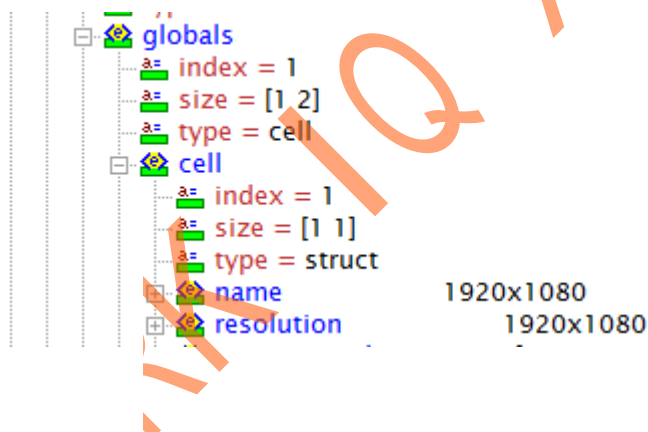 globals
a= index = 1
a= size = [1 2]
a= type = cell
<e> cell
a= index = 1
a= size = [1 1]
a= type = struct
<e> name 1920x1080
<e> resolution 1920x1080
IQ